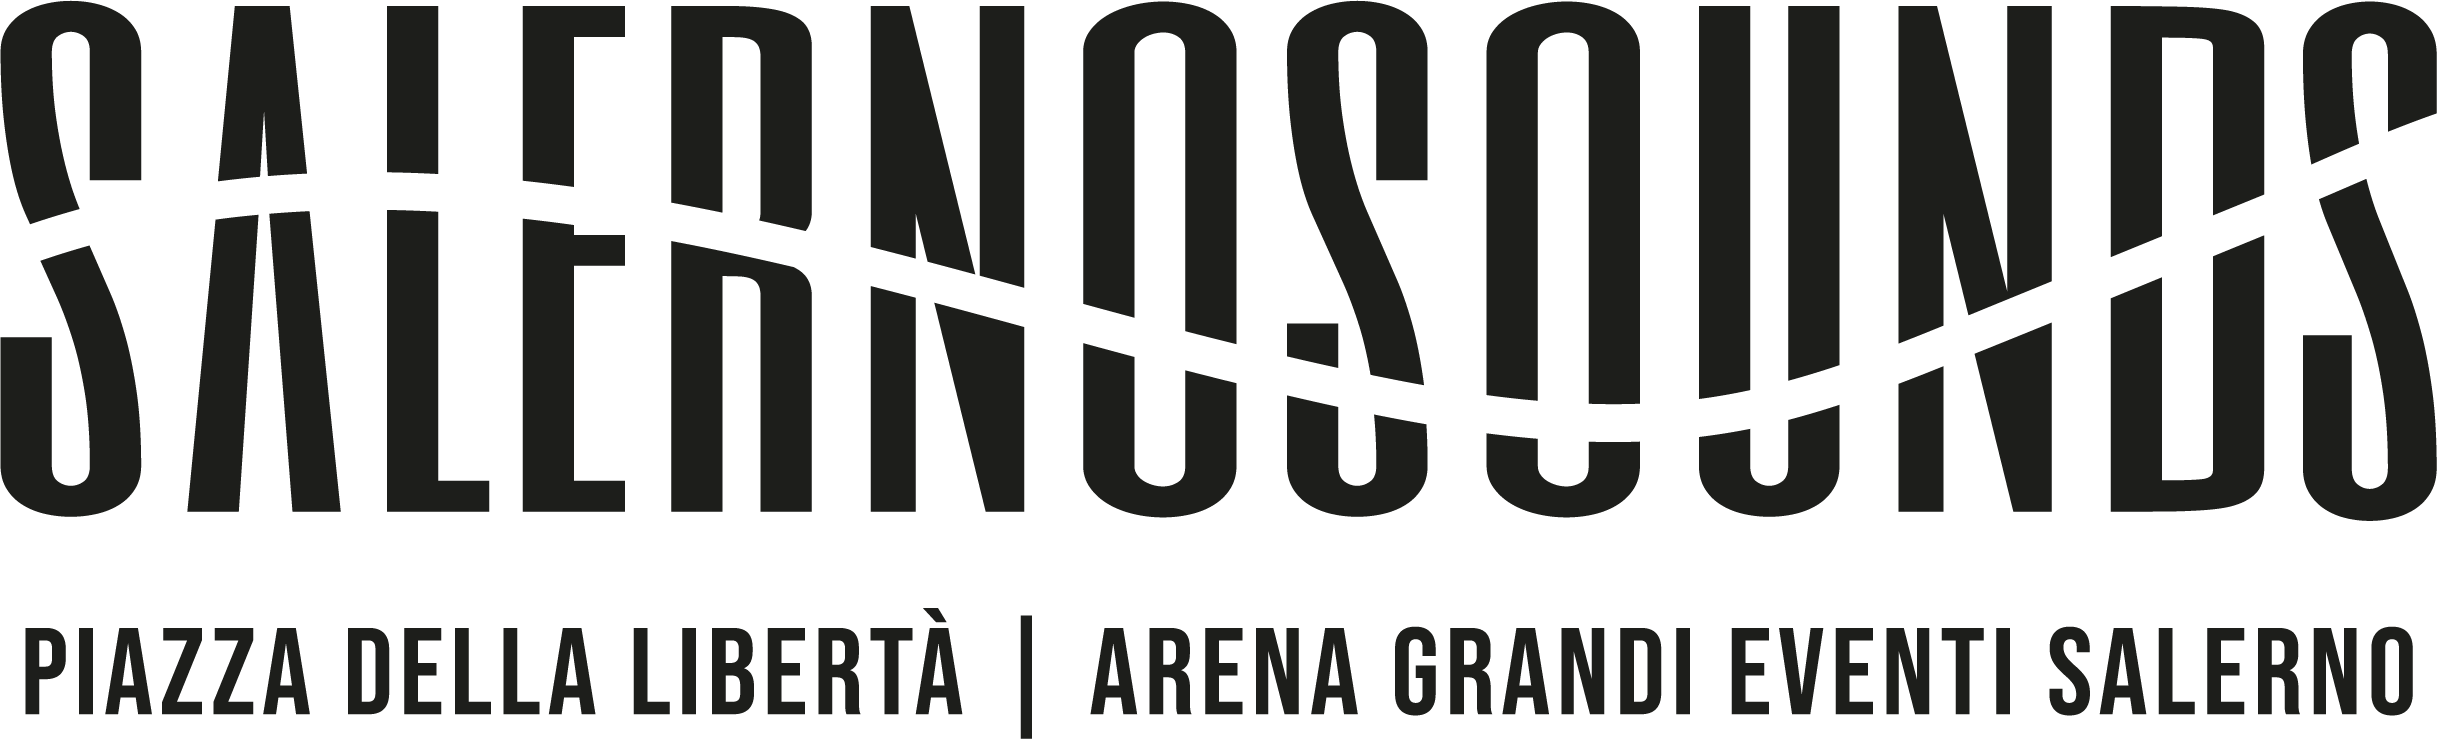 SALERNOSOUNDS
PIAZZA DELLA LIBERTÀ | ARENA GRANDI EVENTI SALERNO